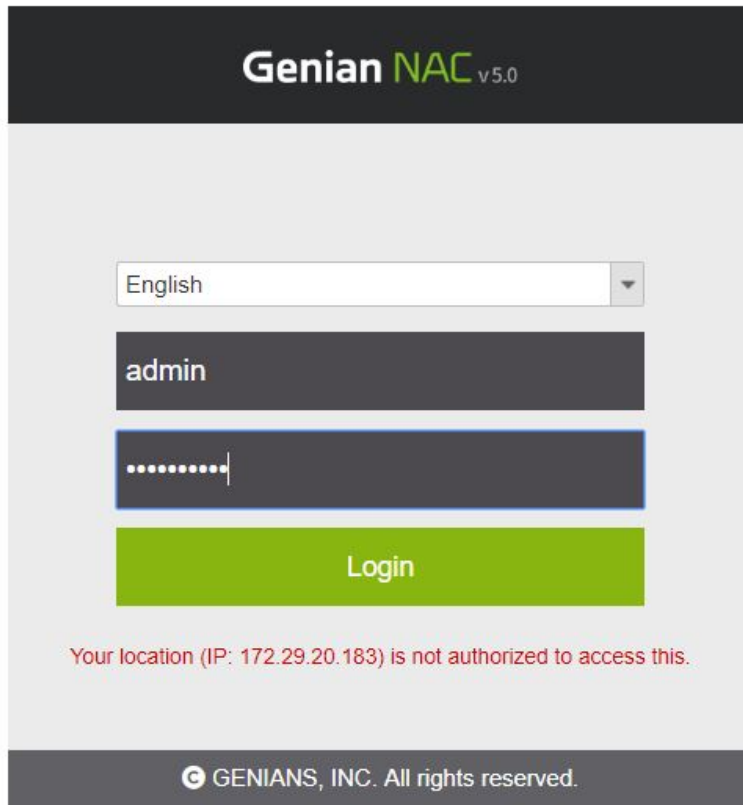 Genian NAC v5.0
English
admin
••••••••••
Login
Your location (IP: 172.29.20.183) is not authorized to access this.
G GENIANS, INC. All rights reserved.